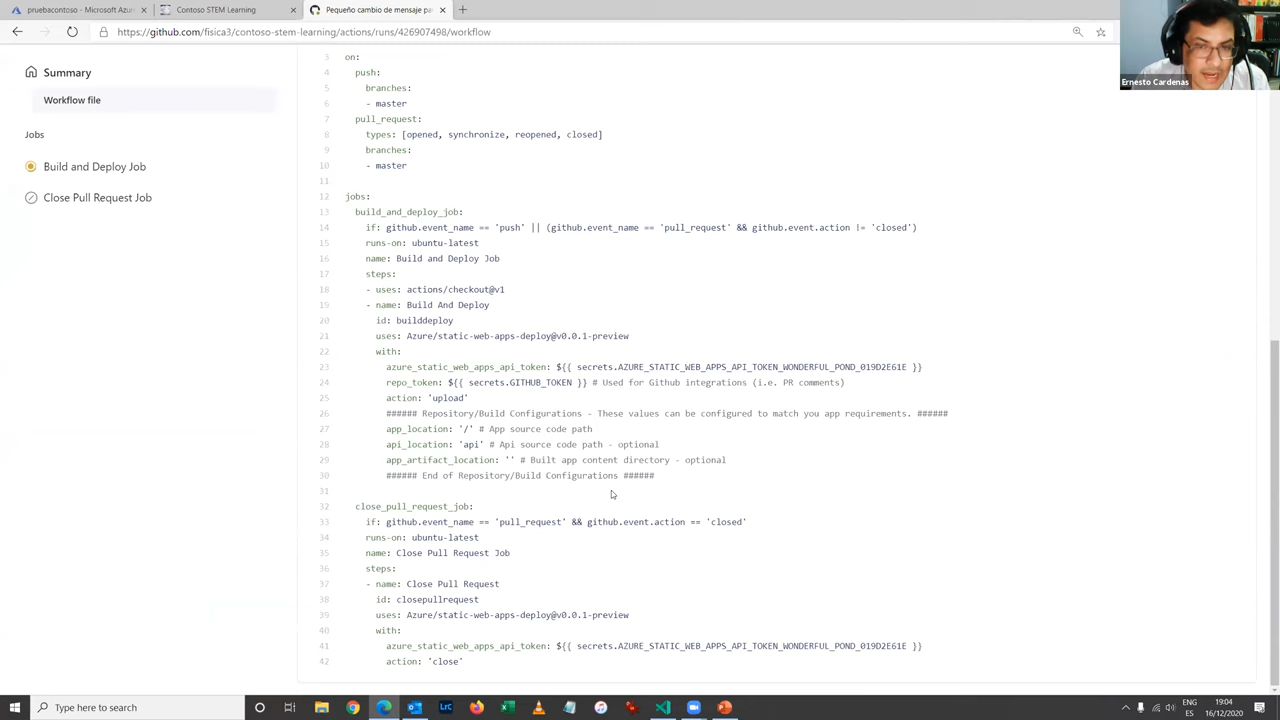 pruebacontoso - Microsoft Azur
Contoso STEM Learning
Pequeño cambio de mensaje pa
https://github.com/fisica3/contoso-stem-learning/actions/runs/426907498/workflow
Ernesto Cardenas
Summary
Workflow file
Jobs
Build and Deploy Job
Close Pull Request Job
3 on:
4 push:
5 branches:
6 - master
7 pull_request:
8 types: [opened, synchronize, reopened, closed]
9 branches:
10 - master
11
12 jobs:
13 build_and_deploy_job:
14 if: github.event_name == 'push' || (github.event_name == 'pull_request' && github.event.action != 'closed')
15 runs-on: ubuntu-latest
16 name: Build and Deploy Job
17 steps:
18 - uses: actions/checkout@v1
19 - name: Build And Deploy
20 id: builddeploy
21 uses: Azure/static-web-apps-deploy@v0.0.1-preview
22 with:
23 azure_static_web_apps_api_token: ${{ secrets.AZURE_STATIC_WEB_APPS_API_TOKEN_WONDERFUL_POND_019D2E61E }}
24 repo_token: ${{ secrets.GITHUB_TOKEN }} # Used for Github integrations (i.e. PR comments)
25 action: 'upload'
26 ###### Repository/Build Configurations - These values can be configured to match you app requirements. ######
27 app_location: '/' # App source code path
28 api_location: 'api' # Api source code path - optional
29 app_artifact_location: '' # Built app content directory - optional
30 ###### End of Repository/Build Configurations ######
31
32 close_pull_request_job:
33 if: github.event_name == 'pull_request' && github.event.action == 'closed'
34 runs-on: ubuntu-latest
35 name: Close Pull Request Job
36 steps:
37 - name: Close Pull Request
38 id: closepullrequest
39 uses: Azure/static-web-apps-deploy@v0.0.1-preview
40 with:
41 azure_static_web_apps_api_token: ${{ secrets.AZURE_STATIC_WEB_APPS_API_TOKEN_WONDERFUL_POND_019D2E61E }}
42 action: 'close'
Type here to search
LRC
ENG
ES
19:04
16/12/2020